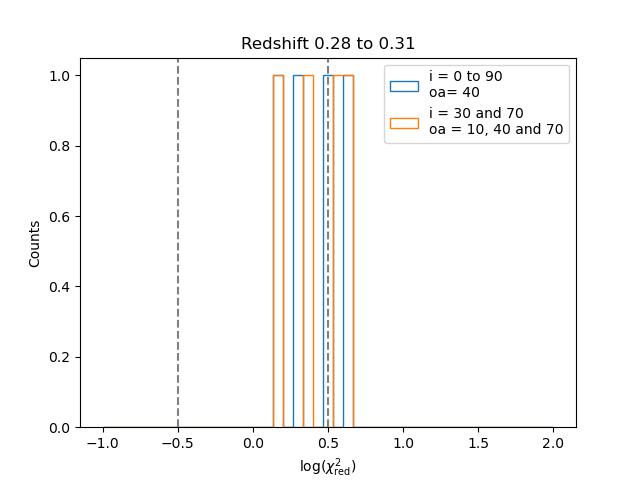 Redshift 0.28 to 0.31
1.0
0.8
0.6
0.4
0.2
0.0
Counts
i = 0 to 90
oa= 40
i = 30 and 70
oa = 10, 40 and 70
−1.0 −0.5 0.0 0.5 1.0 1.5 2.0
log(χ²red)